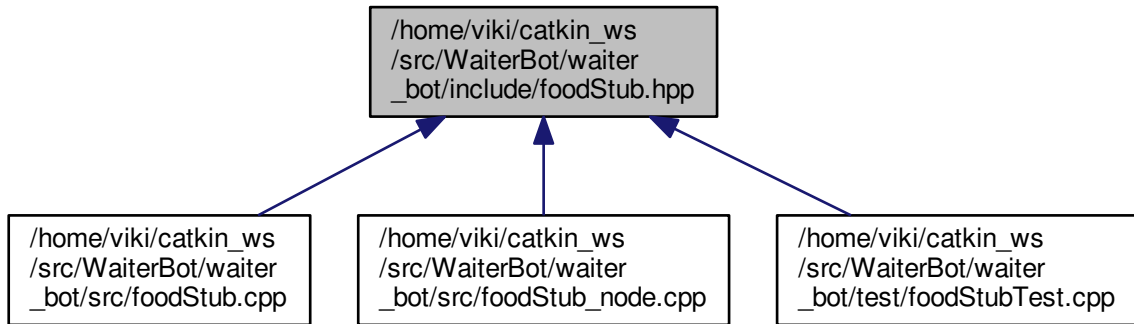 /home/viki/catkin_ws
/src/WaiterBot/waiter
_bot/include/foodStub.hpp
/home/viki/catkin_ws
/src/WaiterBot/waiter
_bot/src/foodStub.cpp
/home/viki/catkin_ws
/src/WaiterBot/waiter
_bot/src/foodStub_node.cpp
/home/viki/catkin_ws
/src/WaiterBot/waiter
_bot/test/foodStubTest.cpp